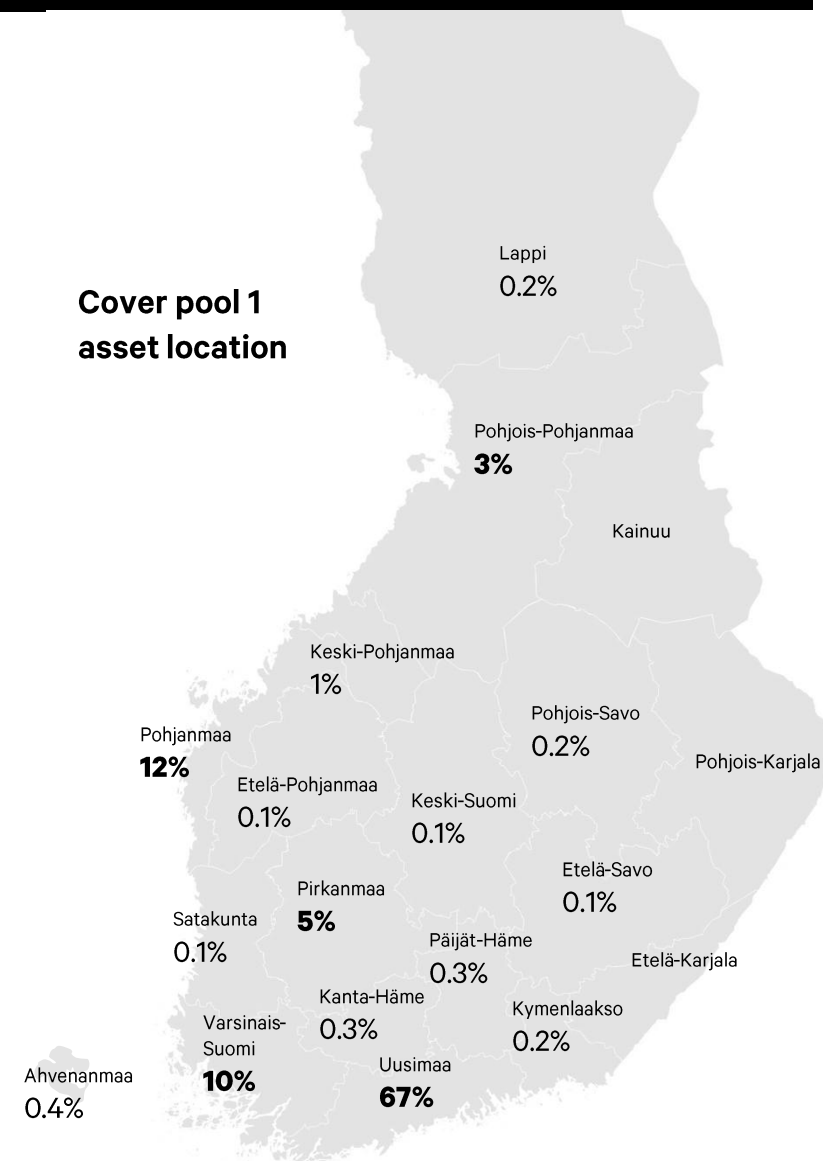 Lappi
0.2%
Cover pool 1
asset location
Pohjois-Pohjanmaa
3%
Kainuu
Keski-Pohjanmaa
1%
Pohjois-Savo
0.2%
Pohjanmaa
12%
Pohjois-Karjala
Etelä-Pohjanmaa
0.1%
Keski-Suomi
0.1%
Etelä-Savo
0.1%
Pirkanmaa
5%
Satakunta
0.1%
Päijät-Häme
0.3%
Etelä-Karjala
Kanta-Häme
0.3%
Kymenlaakso
0.2%
Varsinais-
Suomi
10%
Uusimaa
67%
Ahvenanmaa
0.4%